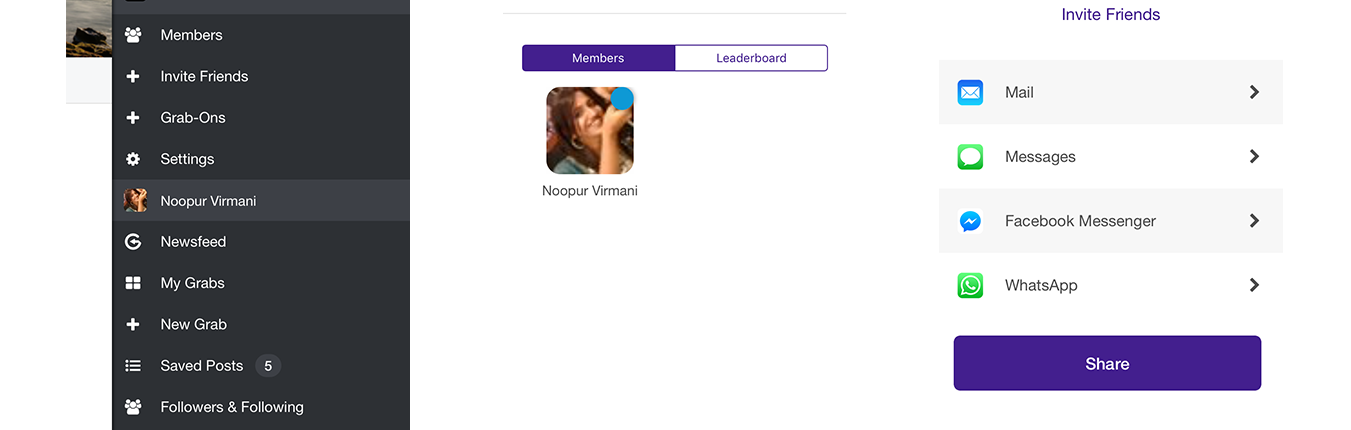 Members
Invite Friends
Grab-Ons
Settings
Noopur Virmani
Newsfeed
My Grabs
New Grab
Saved Posts 5
Followers & Following
Members Leaderboard
Noopur Virmani
Invite Friends
Mail
Messages
Facebook Messenger
WhatsApp
Share